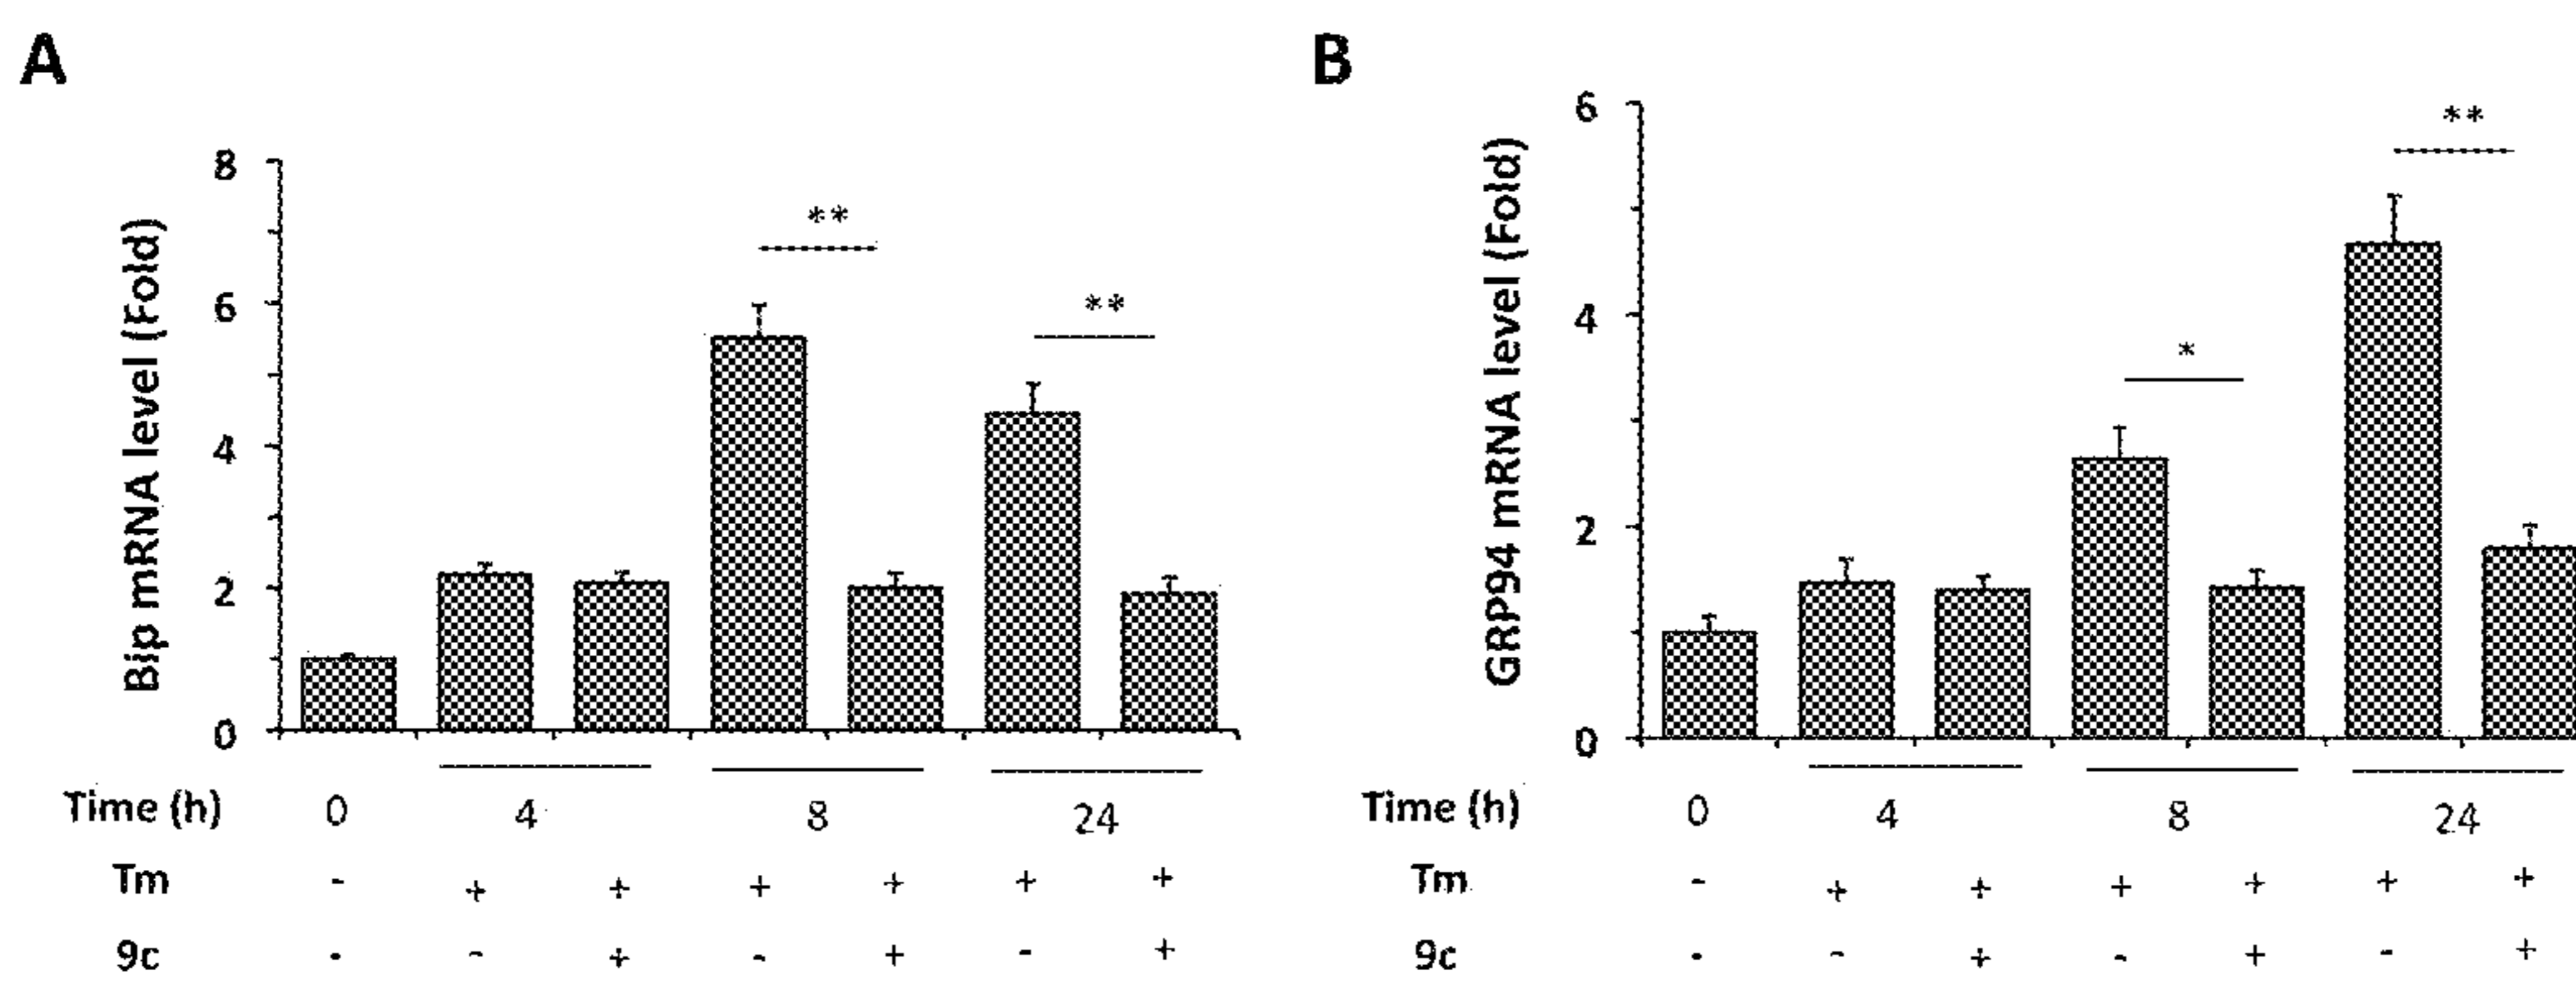 A
B
Bip mRNA level (Fold)
8
6
4
2
0
**
**
Time (h) 0 4 8 24
Tm - + + + + + +
9c - - + - + - +
GRP94 mRNA level (Fold)
6
4
2
0
*
**
Time (h) 0 4 8 24
Tm - + + + + + +
9c - - + - + - +